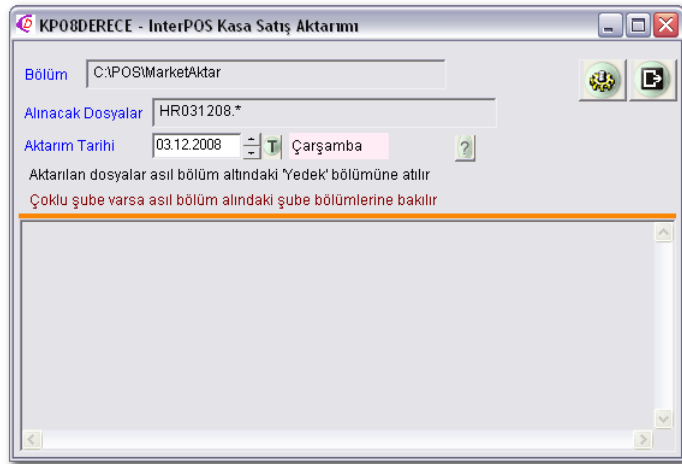 KP08DERECE - InterPOS Kasa Satış Aktarımı
Bölüm C:\POS\MarketAktar
Alınacak Dosyalar HR031208.*
Aktarım Tarihi 03.12.2008 T Çarşamba ?
Aktarılan dosyalar asıl bölüm altındaki 'Yedek' bölümüne atılır
Çoklu şube varsa asıl bölüm alındaki şube bölümlerine bakılır